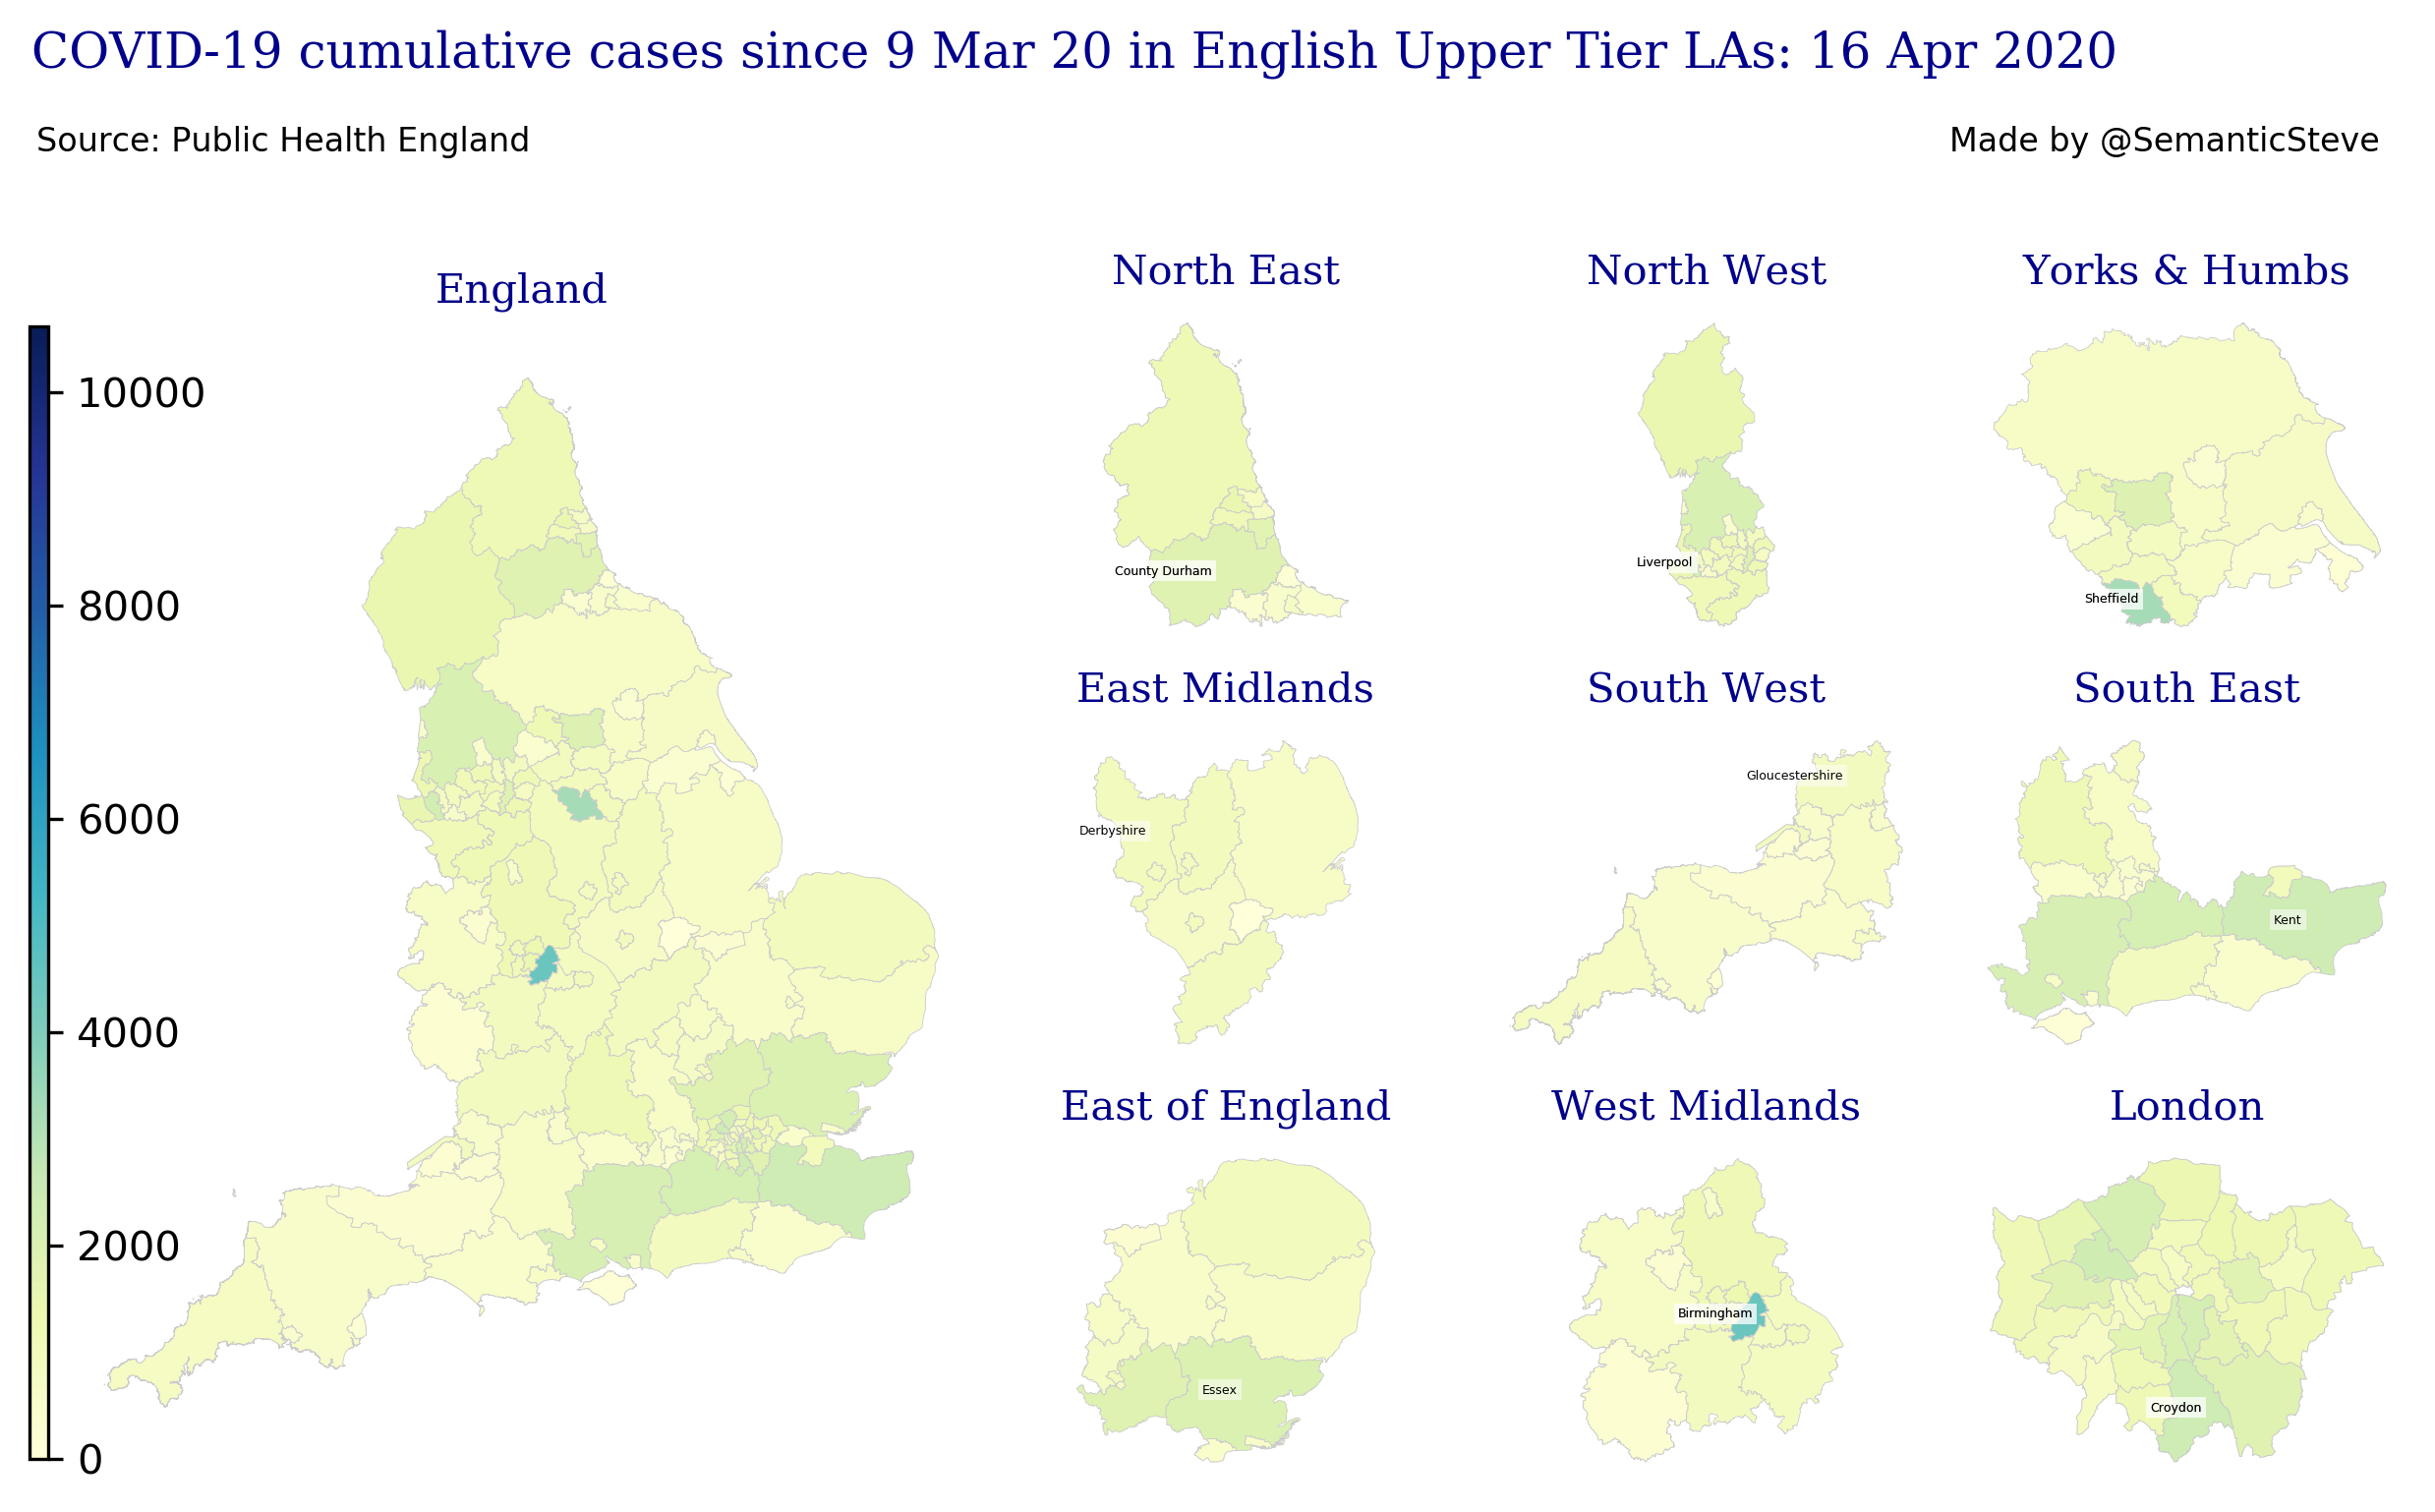 COVID-19 cumulative cases since 9 Mar 20 in English Upper Tier LAs: 16 Apr 2020
Source: Public Health England
Made by @SemanticSteve
England
10000
8000
6000
4000
2000
0
North East
County Durham
North West
Liverpool
Yorks & Humbs
Sheffield
East Midlands
Derbyshire
South West
Gloucestershire
South East
Kent
East of England
Essex
West Midlands
Birmingham
London
Croydon